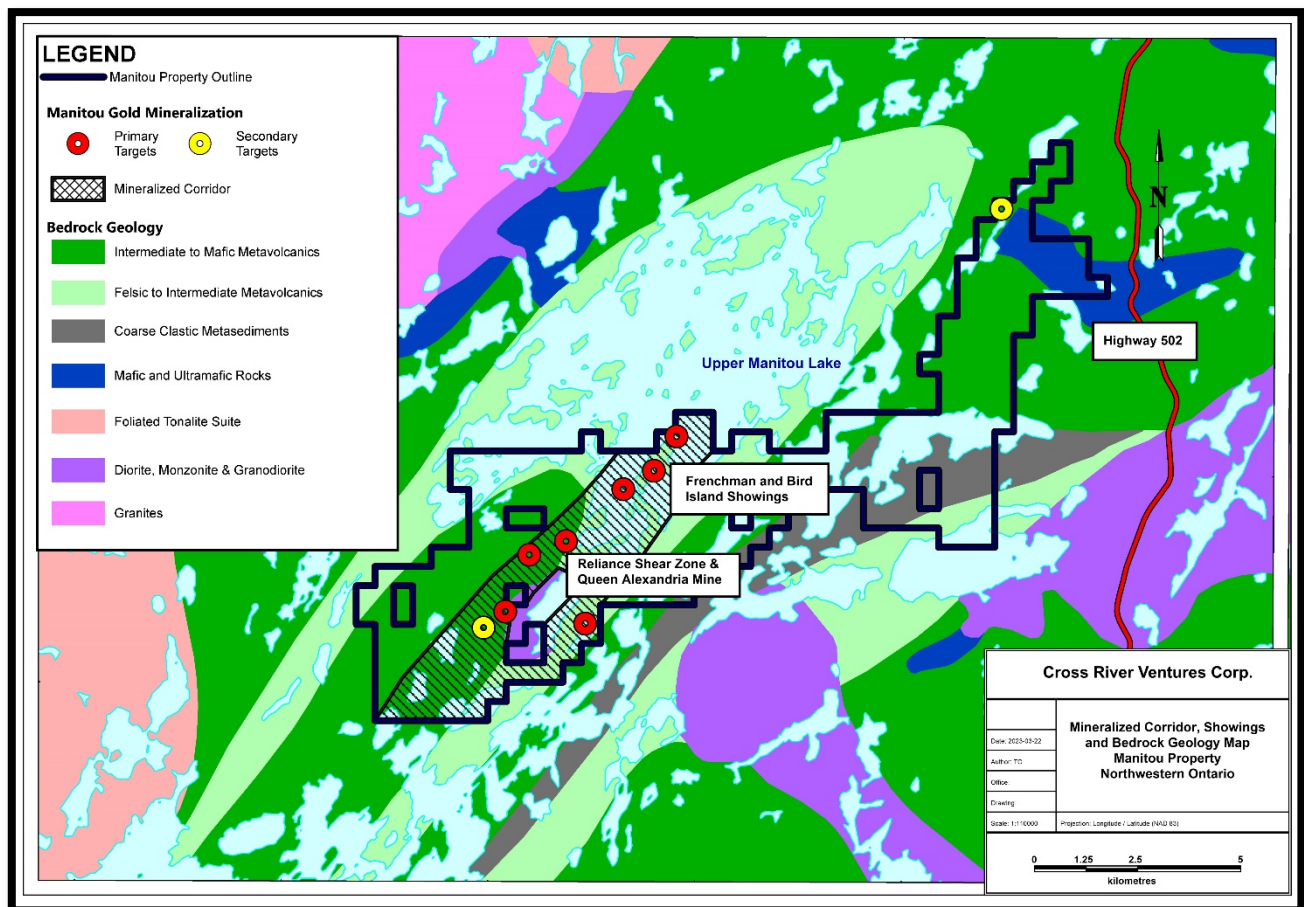 LEGEND
Manitou Property Outline
Manitou Gold Mineralization
Primary
Targets
Secondary
Targets
Mineralized Corridor
Bedrock Geology
Intermediate to Mafic Metavolcanics
Felsic to Intermediate Metavolcanics
Coarse Clastic Metasediments
Mafic and Ultramafic Rocks
Foliated Tonalite Suite
Diorite, Monzonite & Granodiorite
Granites
N
Highway 502
Upper Manitou Lake
Frenchman and Bird
Island Showings
Reliance Shear Zone &
Queen Alexandria Mine
Cross River Ventures Corp.
Date: 2023-03-22
Author: TC
Office:
Drawing:
Scale: 1:110000
Mineralized Corridor, Showings
and Bedrock Geology Map
Manitou Property
Northwestern Ontario
Projection: Longitude / Latitude (NAD 83)
0 1.25 2.5 5
kilometres